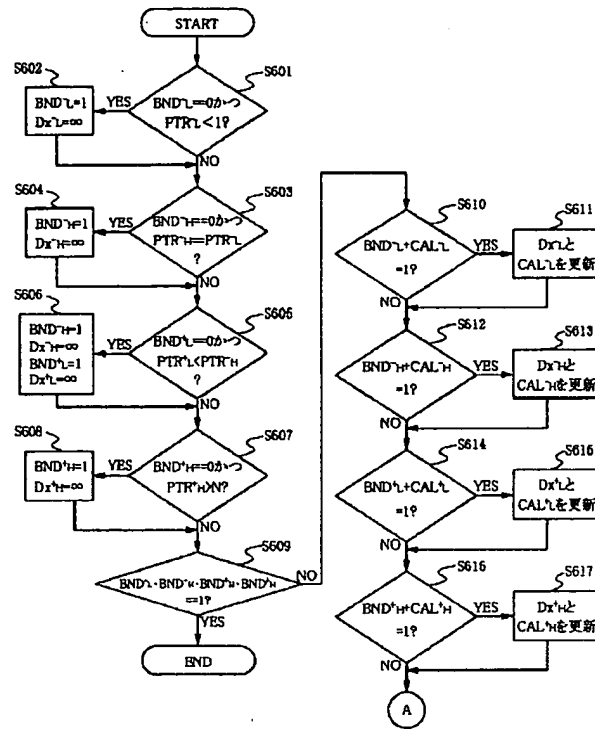 START
S601
BND⁻L==0かつ
PTR⁻L<1?
YES
NO
S602
BND⁻L=1
Dx⁻L=∞
S603
BND⁻H==0かつ
PTR⁻H==PTR⁻L
?
YES
NO
S604
BND⁻H=1
Dx⁻H=∞
S605
BND⁺L==0かつ
PTR⁺L<PTR⁻H
?
YES
NO
S606
BND⁻H=1
Dx⁻H=∞
BND⁺L=1
Dx⁺L=∞
S607
BND⁺H==0かつ
PTR⁺H>N?
YES
NO
S608
BND⁺H=1
Dx⁺H=∞
S609
==1?
NO
YES
END
S610
BND⁻L+CAL⁻L
=1?
YES
NO
S611
Dx⁻Lと
CAL⁻Lを更新
S612
BND⁻H+CAL⁻H
=1?
YES
NO
S613
Dx⁻Hと
CAL⁻Hを更新
S614
BND⁺L+CAL⁺L
=1?
YES
NO
S615
Dx⁺Lと
CAL⁺Lを更新
S616
BND⁺H+CAL⁺H
=1?
YES
NO
S617
Dx⁺Hと
CAL⁺Hを更新
A